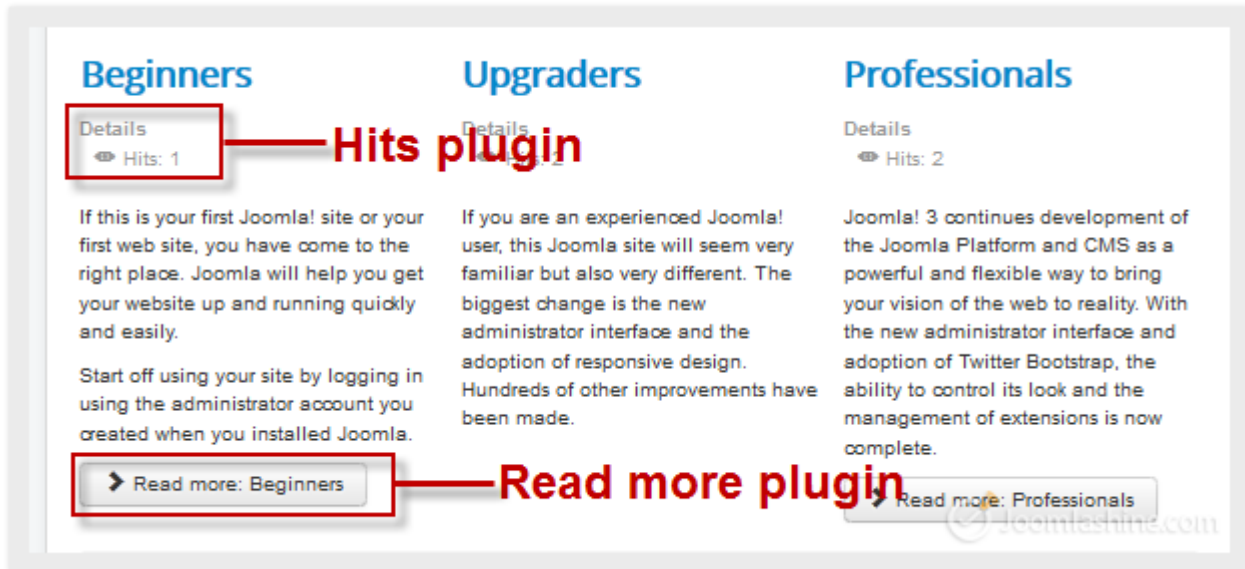 Beginners
Details
Hits: 1
If this is your first Joomla! site or your
first web site, you have come to the
right place. Joomla will help you get
your website up and running quickly
and easily.
Start off using your site by logging in
using the administrator account you
created when you installed Joomla.
Read more: Beginners
Hits plugin
Read more plugin
Upgraders
Details
Hits: 2
If you are an experienced Joomla!
user, this Joomla site will seem very
familiar but also very different. The
biggest change is the new
administrator interface and the
adoption of responsive design.
Hundreds of other improvements have
been made.
Professionals
Details
Hits: 2
Joomla! 3 continues development of
the Joomla Platform and CMS as a
powerful and flexible way to bring
your vision of the web to reality. With
the new administrator interface and
adoption of Twitter Bootstrap, the
ability to control its look and the
management of extensions is now
complete.
Read more: Professionals
Joomlashine.com